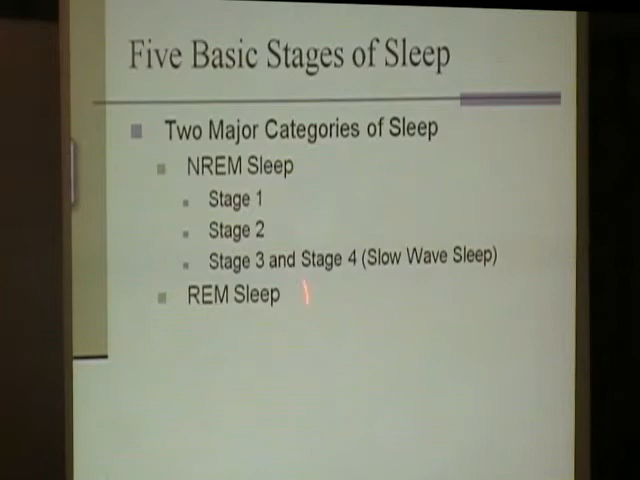 Five Basic Stages of Sleep
Two Major Categories of Sleep
NREM Sleep
Stage 1
Stage 2
Stage 3 and Stage 4 (Slow Wave Sleep)
REM Sleep